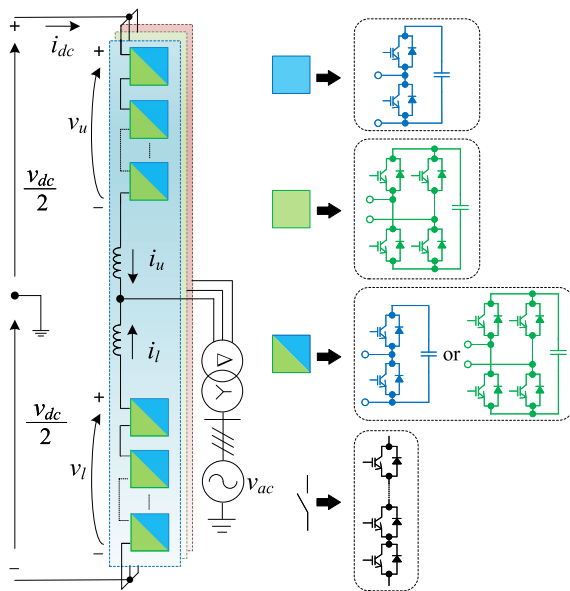 +
i_dc
+
v_u
v_dc
2
−
i_u
i_l
Δ
Y
or
+
v_dc
2
v_l
v_ac
−
−